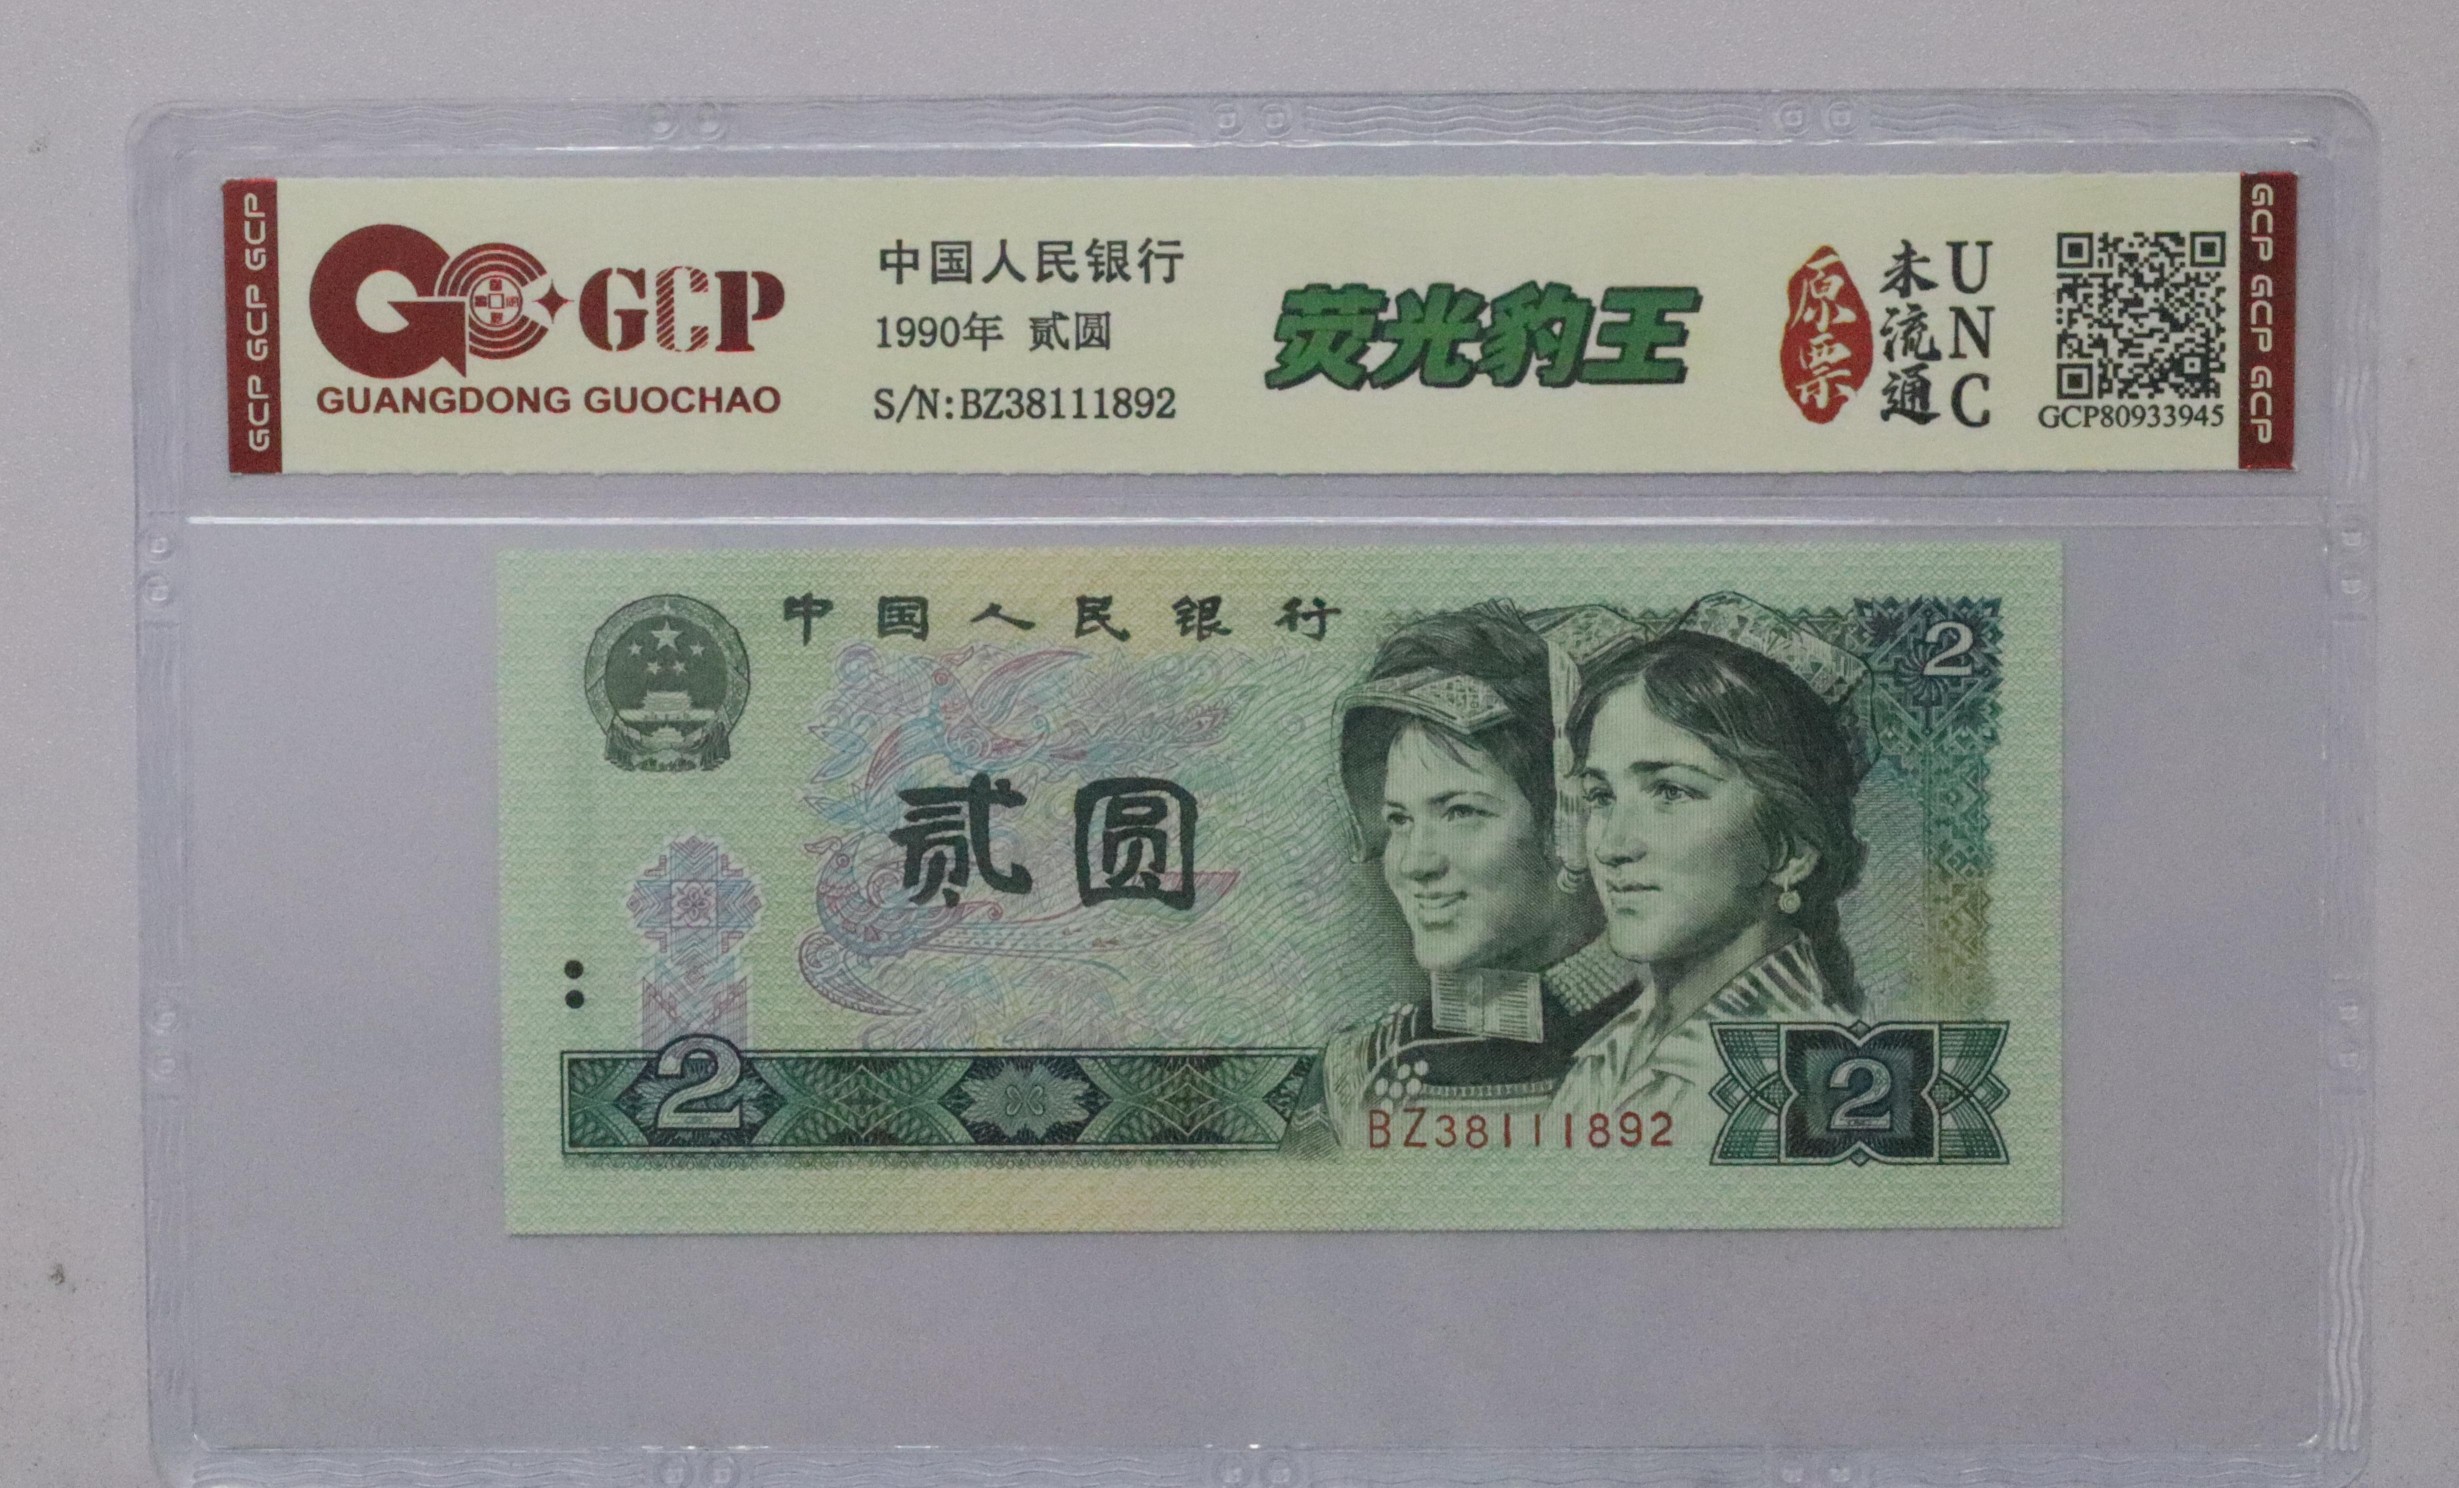 GCP GCP GCP
GCP
GUANGDONG GUOCHAO
中国人民银行
1990年 贰圆
S/N:BZ38111892
荧光豹王
原票
未流通
UNC
GCP80933945
GCP GCP GCP
中国人民银行
2
贰圆
2
BZ38111892
2